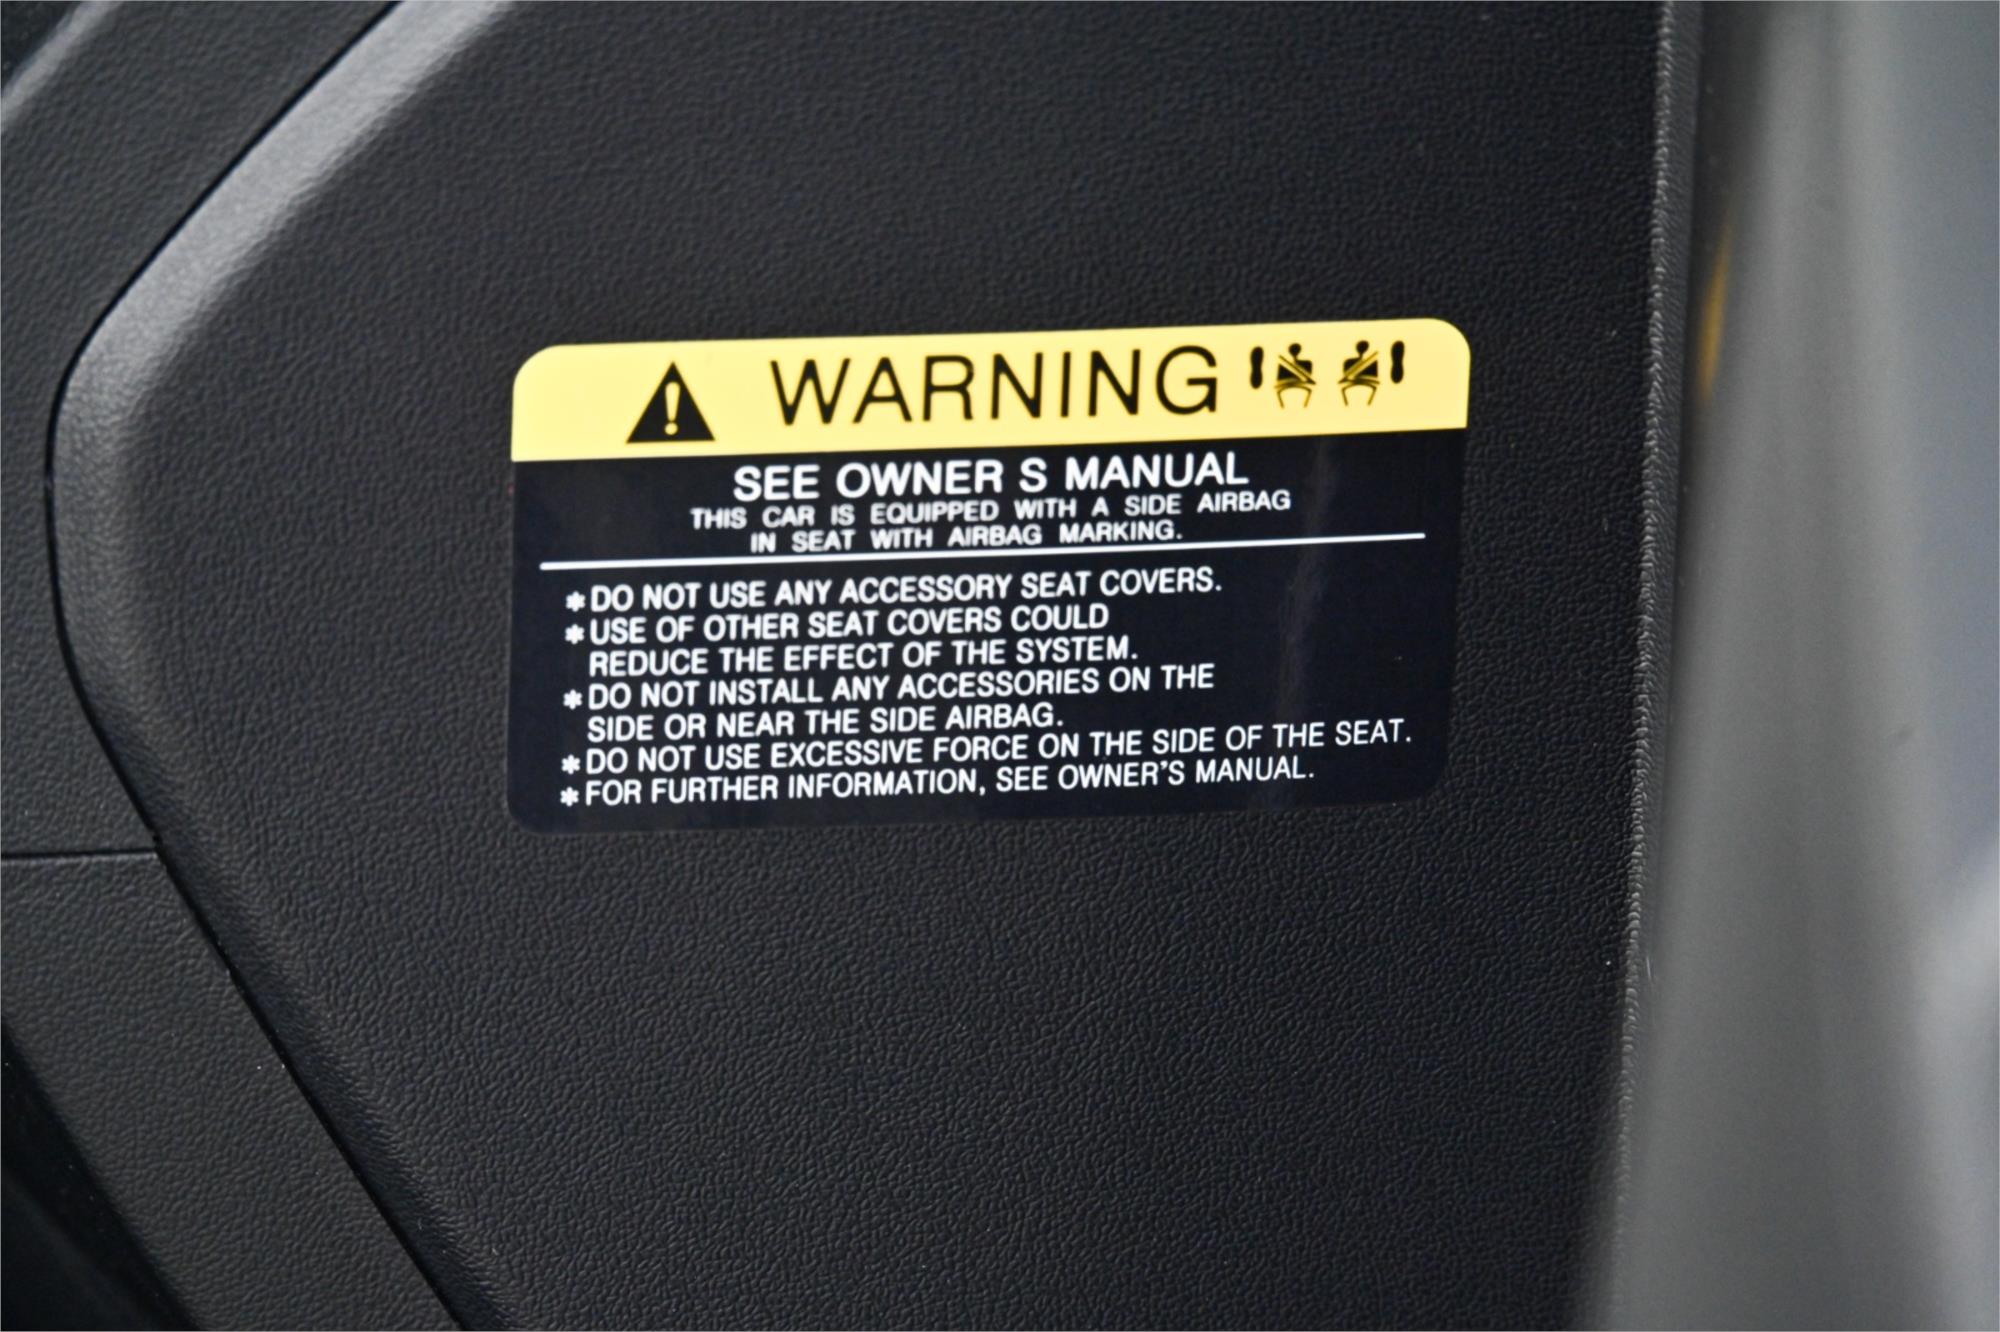 WARNING
SEE OWNER S MANUAL
THIS CAR IS EQUIPPED WITH A SIDE AIRBAG
IN SEAT WITH AIRBAG MARKING.
* DO NOT USE ANY ACCESSORY SEAT COVERS.
* USE OF OTHER SEAT COVERS COULD
REDUCE THE EFFECT OF THE SYSTEM.
* DO NOT INSTALL ANY ACCESSORIES ON THE
SIDE OR NEAR THE SIDE AIRBAG.
* DO NOT USE EXCESSIVE FORCE ON THE SIDE OF THE SEAT.
* FOR FURTHER INFORMATION, SEE OWNER'S MANUAL.